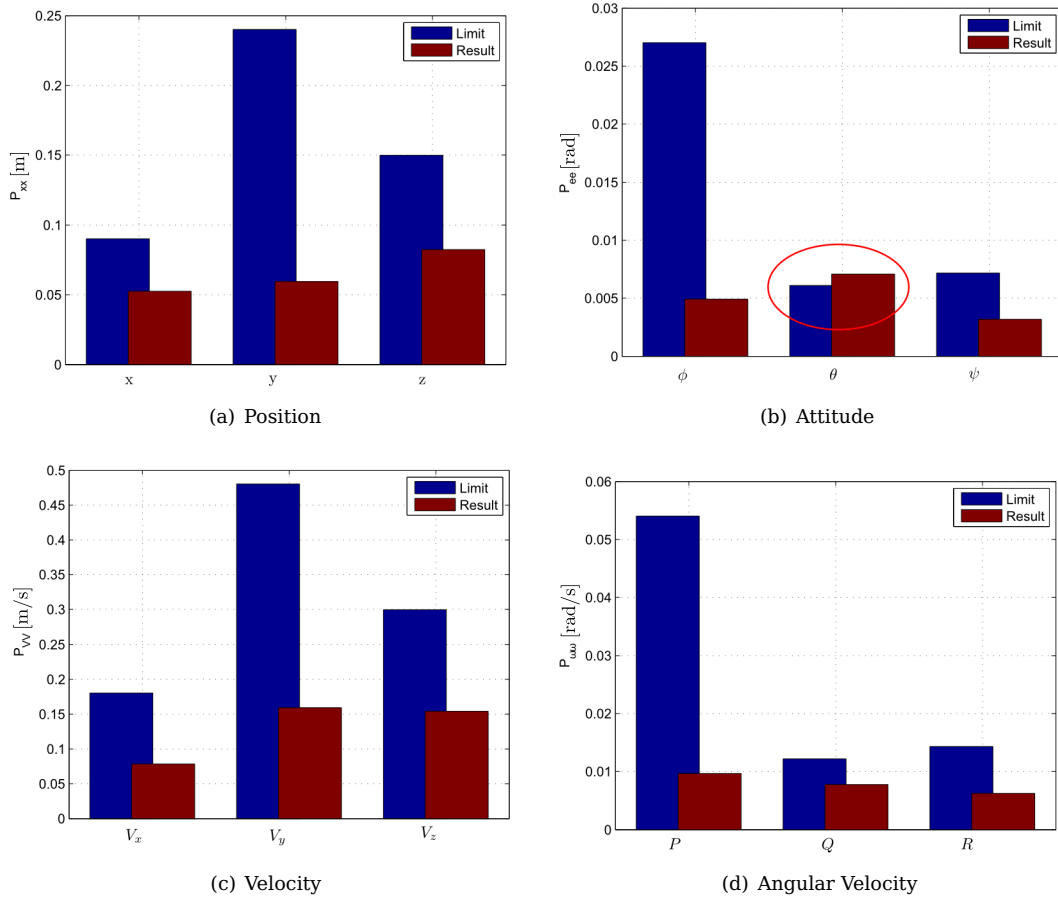 0.25
0.2
0.15
0.1
0.05
0
P_xx [m]
Limit
Result
x y z
(a) Position
0.03
0.025
0.02
0.015
0.01
0.005
0
P_ee [rad]
Limit
Result
ϕ θ ψ
(b) Attitude
0.5
0.45
0.4
0.35
0.3
0.25
0.2
0.15
0.1
0.05
0
P_VV [m/s]
Limit
Result
V_x V_y V_z
(c) Velocity
0.06
0.05
0.04
0.03
0.02
0.01
0
P_ωω [rad/s]
Limit
Result
P Q R
(d) Angular Velocity